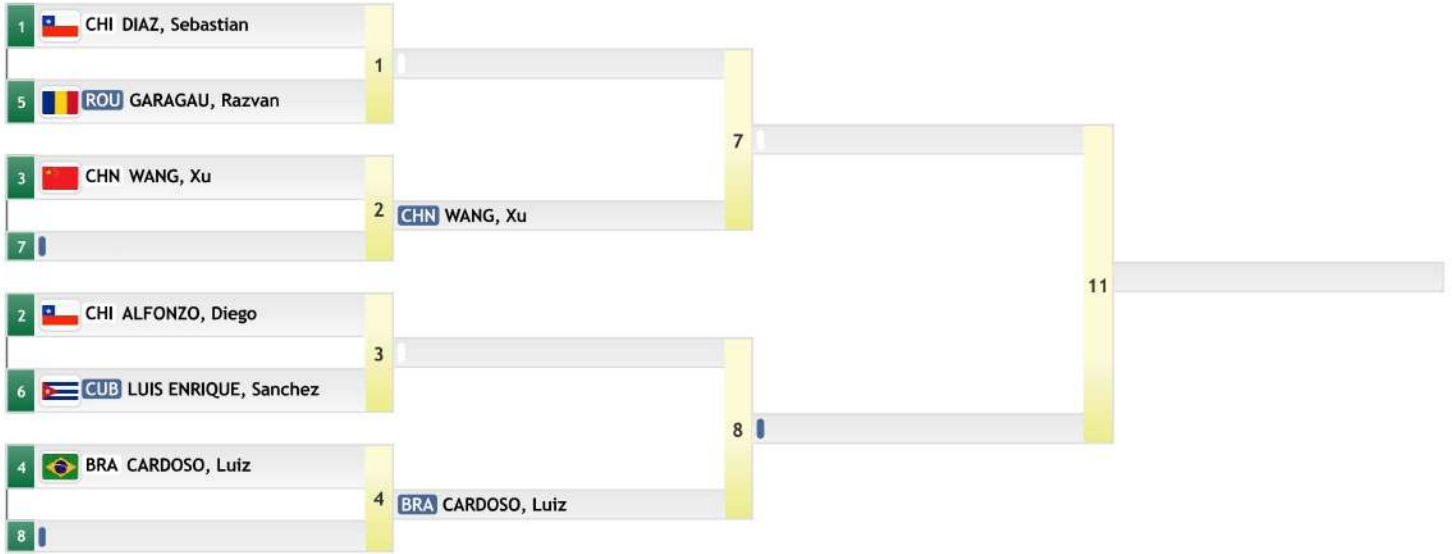 1 CHI DIAZ, Sebastian
1
5 ROU GARAGAU, Razvan
7
3 CHN WANG, Xu
2 CHN WANG, Xu
7
11
2 CHI ALFONZO, Diego
3
6 CUB LUIS ENRIQUE, Sanchez
8
4 BRA CARDOSO, Luiz
4 BRA CARDOSO, Luiz
8